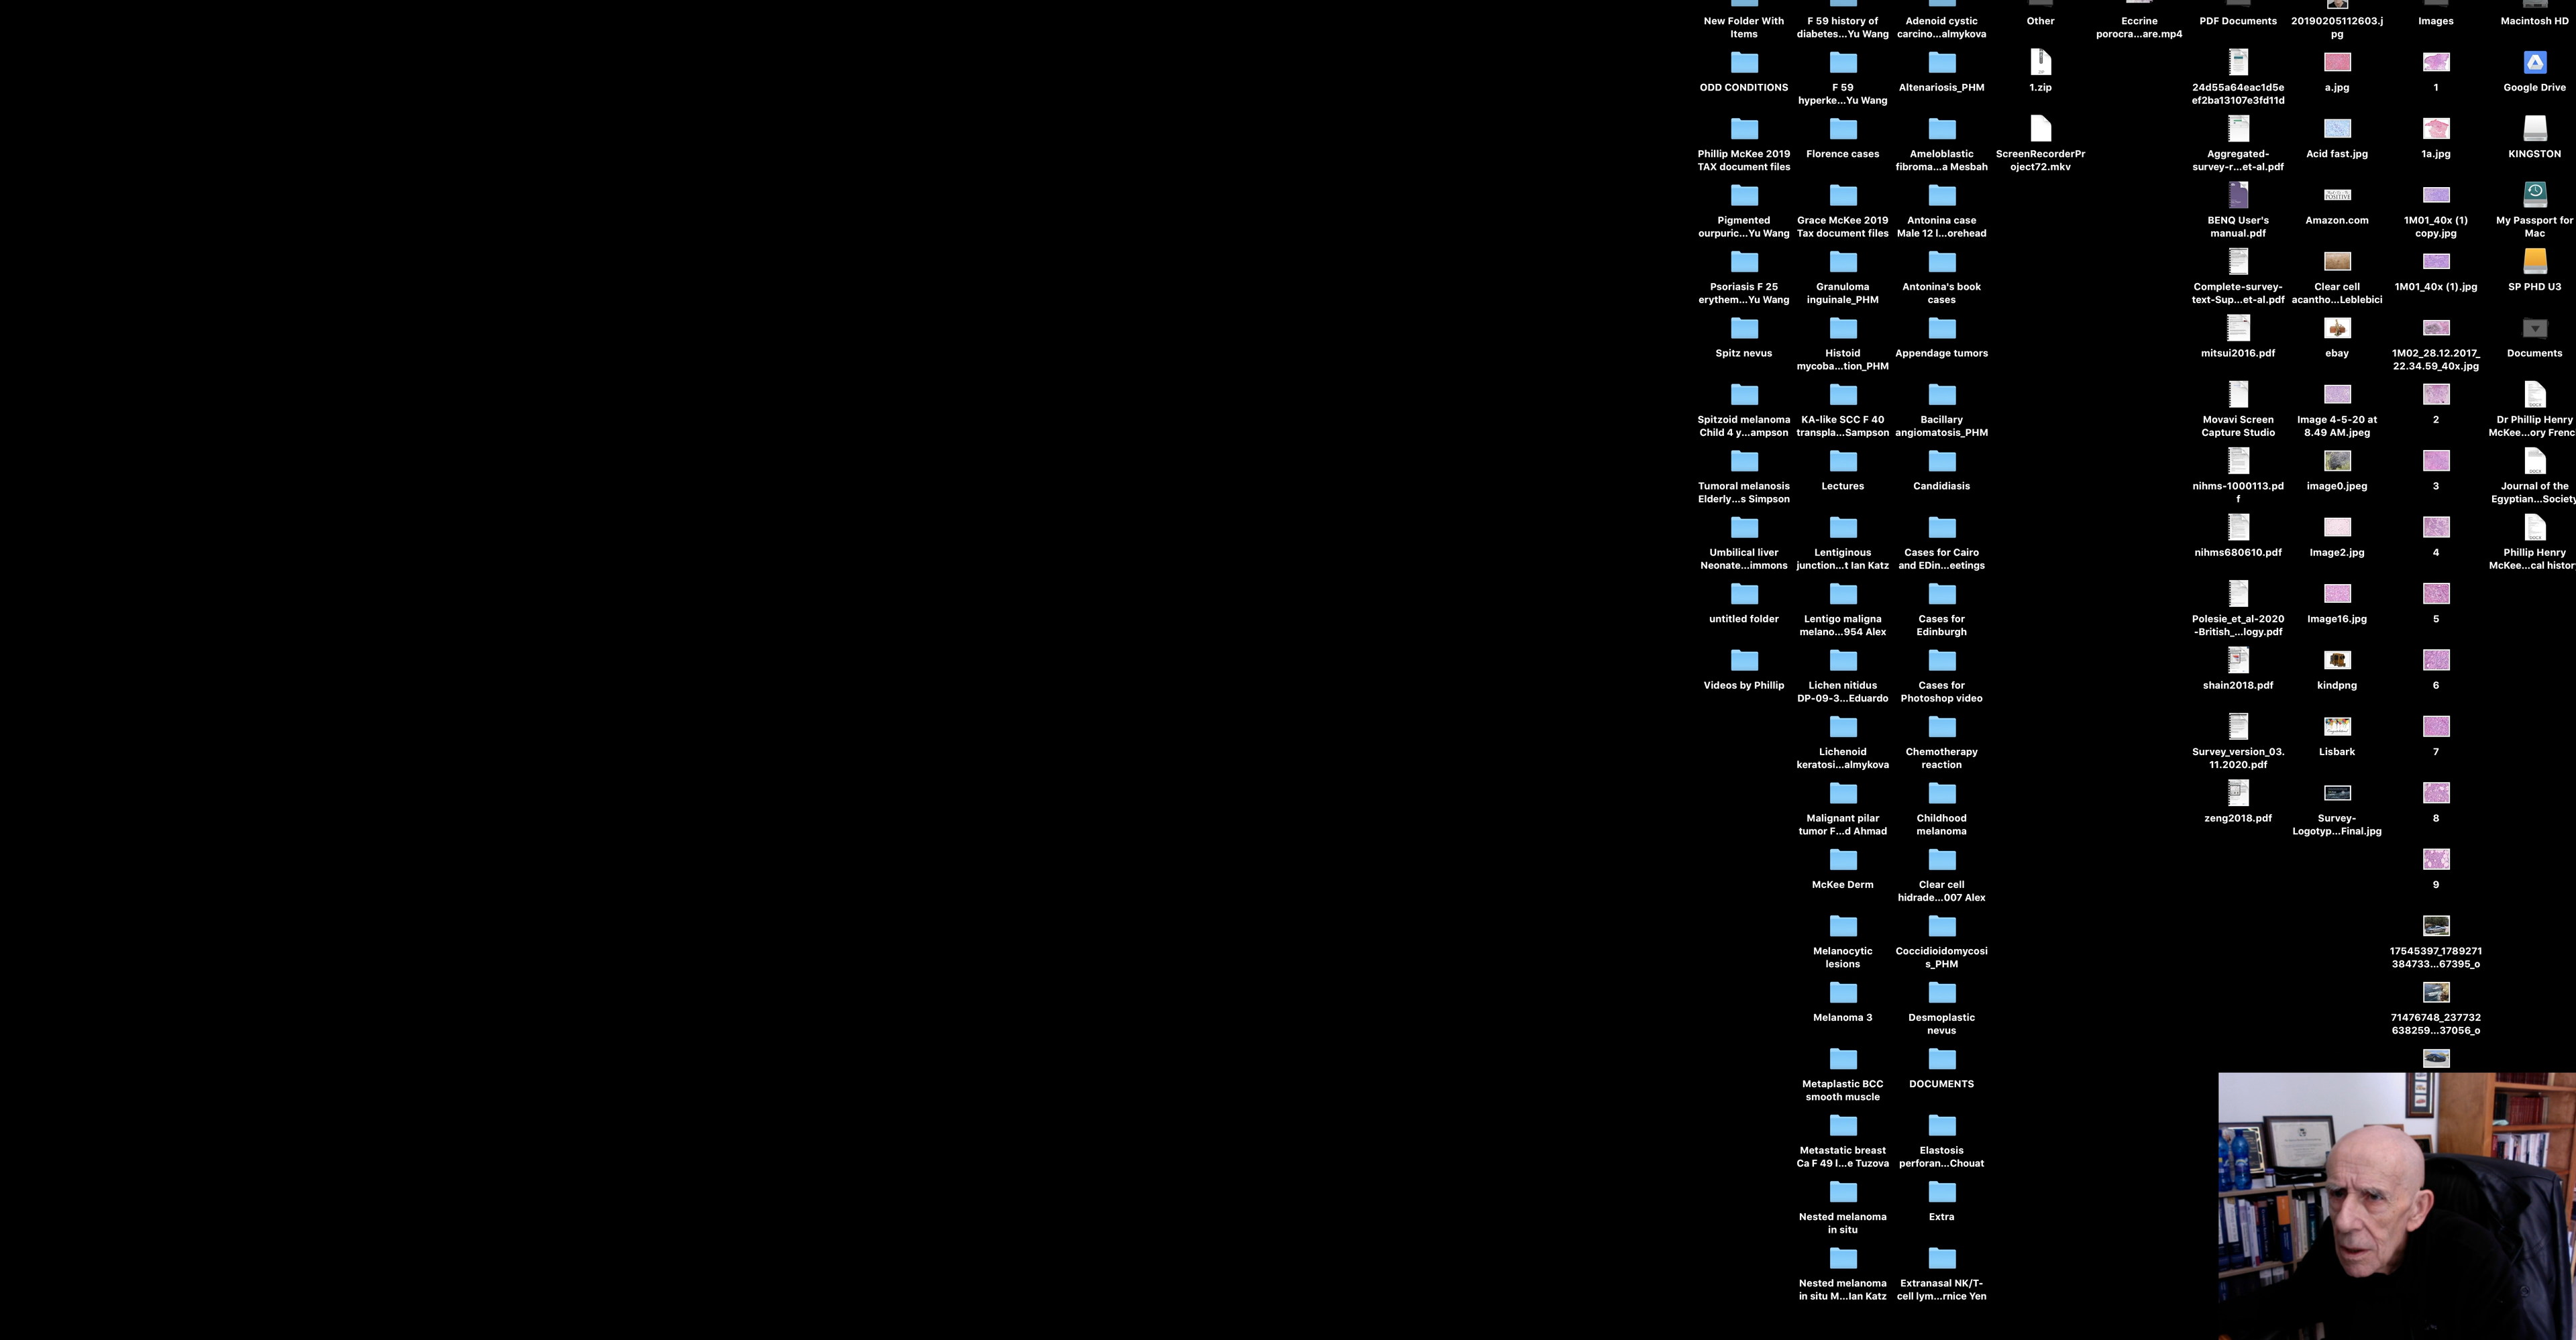 New Folder With
Items
ODD CONDITIONS
Phillip McKee 2019
TAX document files
Pigmented
ourpuric...Yu Wang
Psoriasis F 25
erythem...Yu Wang
Spitz nevus
Spitzoid melanoma
Child 4 y...ampson
Tumoral melanosis
Elderly...s Simpson
Umbilical liver
Neonate...immons
untitled folder
Videos by Phillip
F 59 history of
diabetes...Yu Wang
F 59
hyperke...Yu Wang
Florence cases
Grace McKee 2019
Tax document files
Granuloma
inguinale_PHM
Histoid
mycoba...tion_PHM
KA-like SCC F 40
transpla...Sampson
Lectures
Lentiginous
junction...t Ian Katz
Lentigo maligna
melano...954 Alex
Lichen nitidus
DP-09-3...Eduardo
Lichenoid
keratosi...almykova
Malignant pilar
tumor F...d Ahmad
McKee Derm
Melanocytic
lesions
Melanoma 3
Metaplastic BCC
smooth muscle
Metastatic breast
Ca F 49 l...e Tuzova
Nested melanoma
in situ
Nested melanoma
in situ M...Ian Katz
Adenoid cystic
carcino...almykova
Altenariosis_PHM
Ameloblastic
fibroma...a Mesbah
Antonina case
Male 12 l...orehead
Antonina's book
cases
Appendage tumors
Bacillary
angiomatosis_PHM
Candidiasis
Cases for Cairo
and EDin...eetings
Cases for
Edinburgh
Cases for
Photoshop video
Chemotherapy
reaction
Childhood
melanoma
Clear cell
hidrade...007 Alex
Coccidioidomycosi
s_PHM
Desmoplastic
nevus
DOCUMENTS
Elastosis
perforan...Chouat
Extra
Extranasal NK/T-
cell lym...rnice Yen
Other
1.zip
ScreenRecorderPr
oject72.mkv
Eccrine
porocra...are.mp4
PDF Documents
24d55a64eac1d5e
ef2ba13107e3fd11d
Aggregated-
survey-r...et-al.pdf
BENQ User's
manual.pdf
Complete-survey-
text-Sup...et-al.pdf
mitsui2016.pdf
Movavi Screen
Capture Studio
nihms-1000113.pd
f
nihms680610.pdf
Polesie_et_al-2020
-British_...logy.pdf
shain2018.pdf
Survey_version_03.
11.2020.pdf
zeng2018.pdf
20190205112603.j
pg
a.jpg
Acid fast.jpg
Amazon.com
Clear cell
acantho...Leblebici
ebay
Image 4-5-20 at
8.49 AM.jpeg
image0.jpeg
Image2.jpg
Image16.jpg
kindpng
Lisbark
Survey-
Logotyp...Final.jpg
Images
1
1a.jpg
1M01_40x (1)
copy.jpg
1M01_40x (1).jpg
1M02_28.12.2017_
22.34.59_40x.jpg
2
3
4
5
6
7
8
9
17545397_1789271
384733...67395_o
71476748_237732
638259...37056_o
Macintosh HD
Google Drive
KINGSTON
My Passport for
Mac
SP PHD U3
Documents
Dr Phillip Henry
McKee...ory Frenc
Journal of the
Egyptian...Society
Phillip Henry
McKee...cal histor